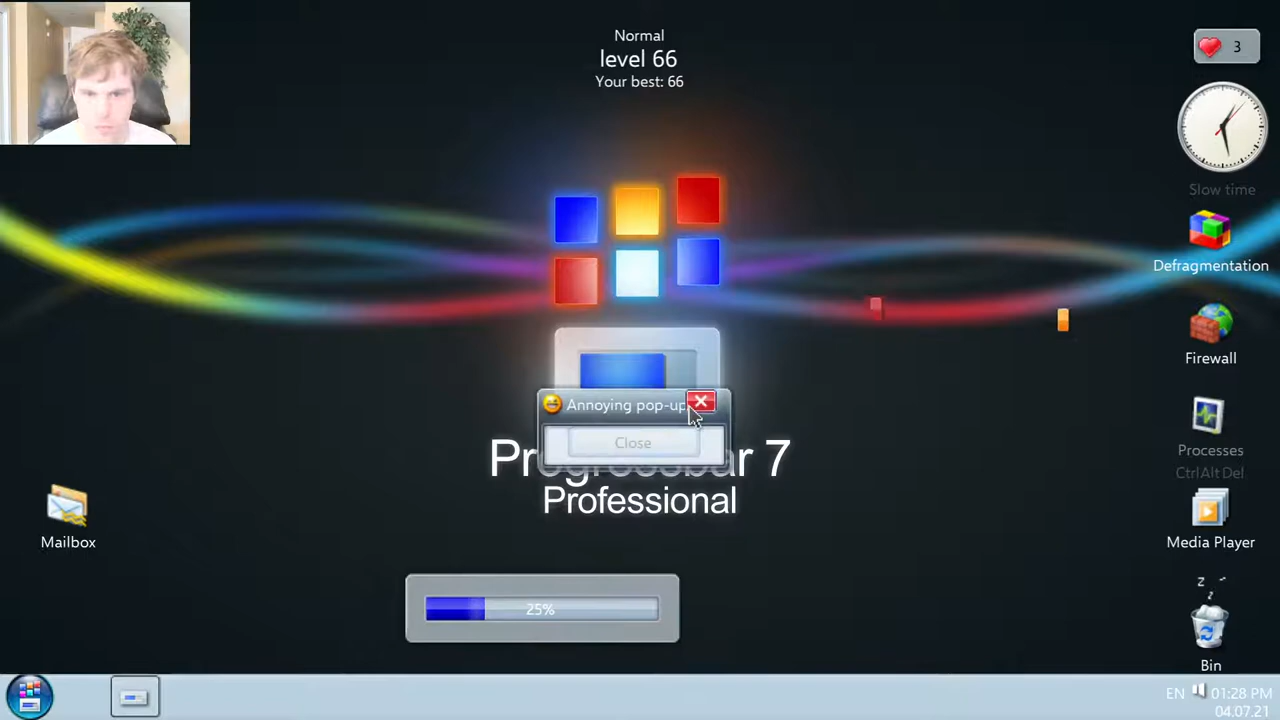 Normal
level 66
Your best: 66
3
Slow time
Defragmentation
Firewall
Processes
CtrlAltDel
Media Player
Bin
Mailbox
Annoying pop-up
Close
Progressbar 7
Professional
25%
EN 01:28 PM
04.07.21